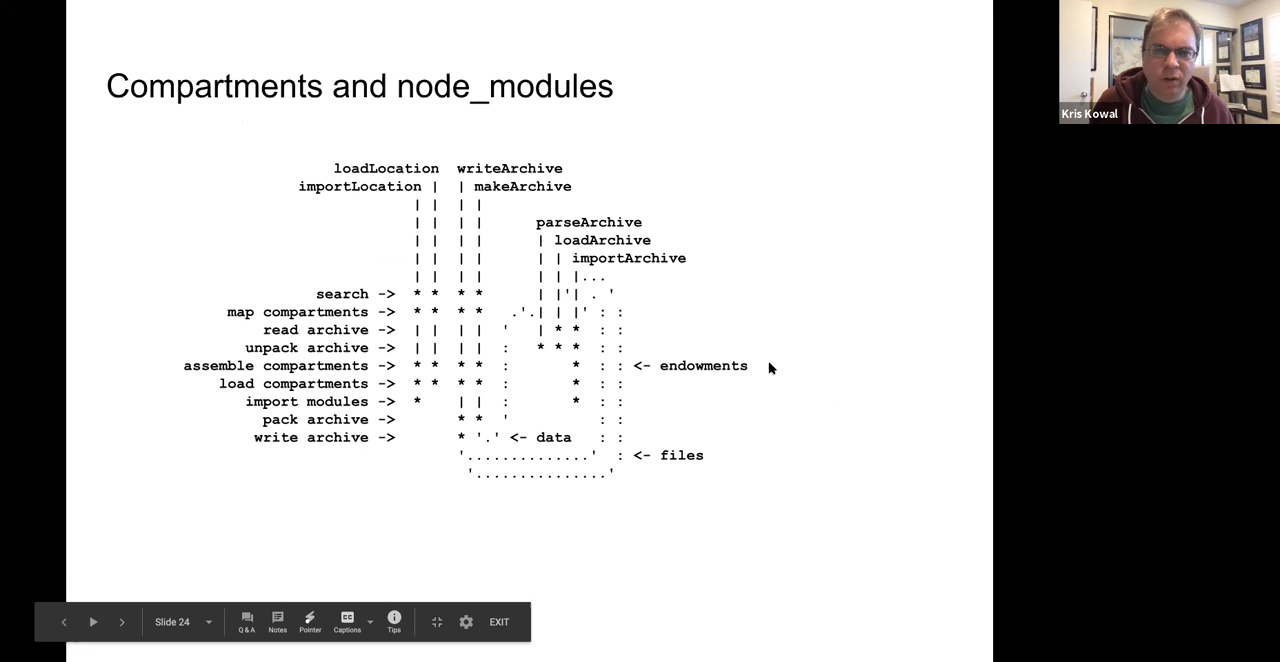 Compartments and node_modules
Kris Kowal
loadLocation writeArchive
importLocation | | makeArchive
| | | |
| | | | parseArchive
| | | | | loadArchive
| | | | | | importArchive
| | | | | | |...
search -> * * * * | |'| . '
map compartments -> * * * * .'.| | |' : :
read archive -> | | | | ' | * * : :
unpack archive -> | | | | : * * * : :
assemble compartments -> * * * * : * : : <- endowments
load compartments -> * * * * : * : :
import modules -> * | | : * : :
pack archive -> * * ' : :
write archive -> * '.' <- data : :
'..............' : <- files
'...............'
Slide 24
Q & A
Notes
Pointer
Captions
Tips
EXIT